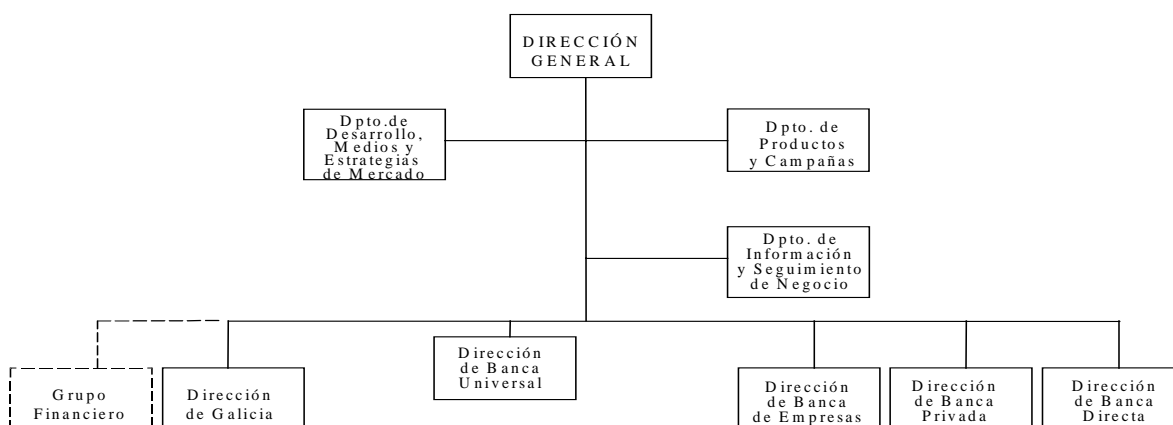 DIRECCIÓN
GENERAL
Dpto.de
Desarrollo,
Medios y
Estrategias
de Mercado
Dpto. de
Productos
y Campañas
Dpto. de
Información
y Seguimiento
de Negocio
Grupo
Financiero
Dirección
de Galicia
Dirección
de Banca
Universal
Dirección
de Banca
de Empresas
Dirección
de Banca
Privada
Dirección
de Banca
Directa